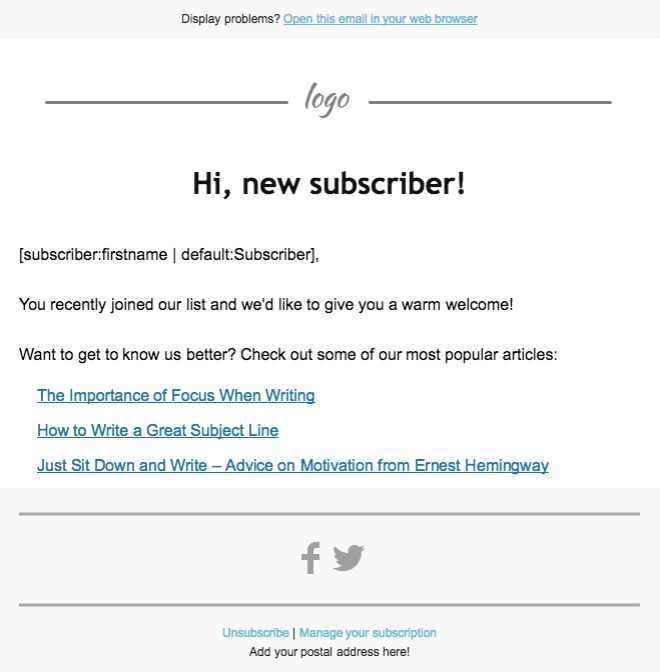 Display problems? Open this email in your web browser
logo
Hi, new subscriber!
[subscriber:firstname | default:Subscriber],
You recently joined our list and we'd like to give you a warm welcome!
Want to get to know us better? Check out some of our most popular articles:
The Importance of Focus When Writing
How to Write a Great Subject Line
Just Sit Down and Write – Advice on Motivation from Ernest Hemingway
Unsubscribe | Manage your subscription
Add your postal address here!